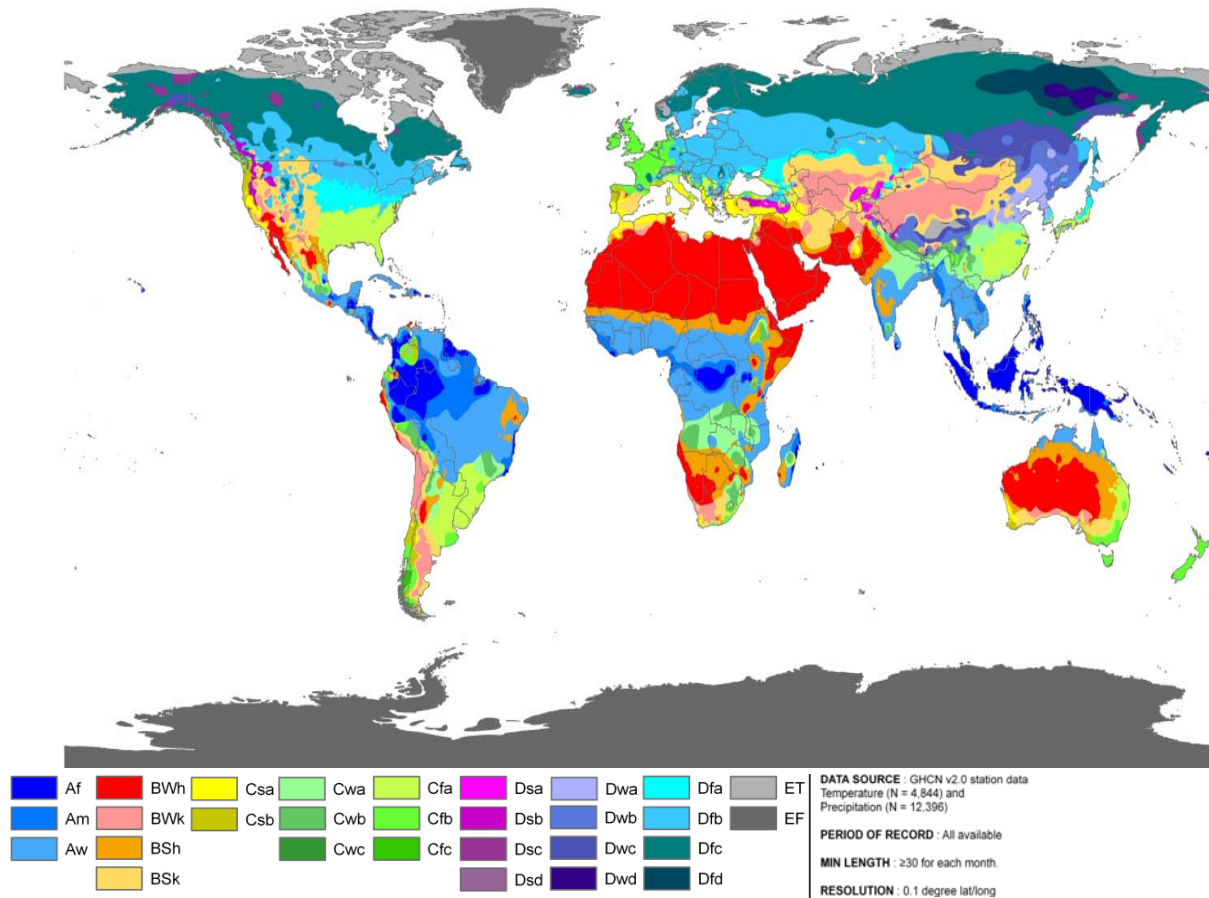 Af BWh Csa Cwa Cfa Dsa Dwa Dfa ET
Am BWk Csb Cwb Cfb Dsb Dwb Dfb EF
Aw BSh Cwc Cfc Dsc Dwc Dfc
BSk Dsd Dwd Dfd
DATA SOURCE : GHCN v2.0 station data
Temperature (N = 4,844) and
Precipitation (N = 12,396)
PERIOD OF RECORD : All available
MIN LENGTH : ≥30 for each month.
RESOLUTION : 0.1 degree lat/long